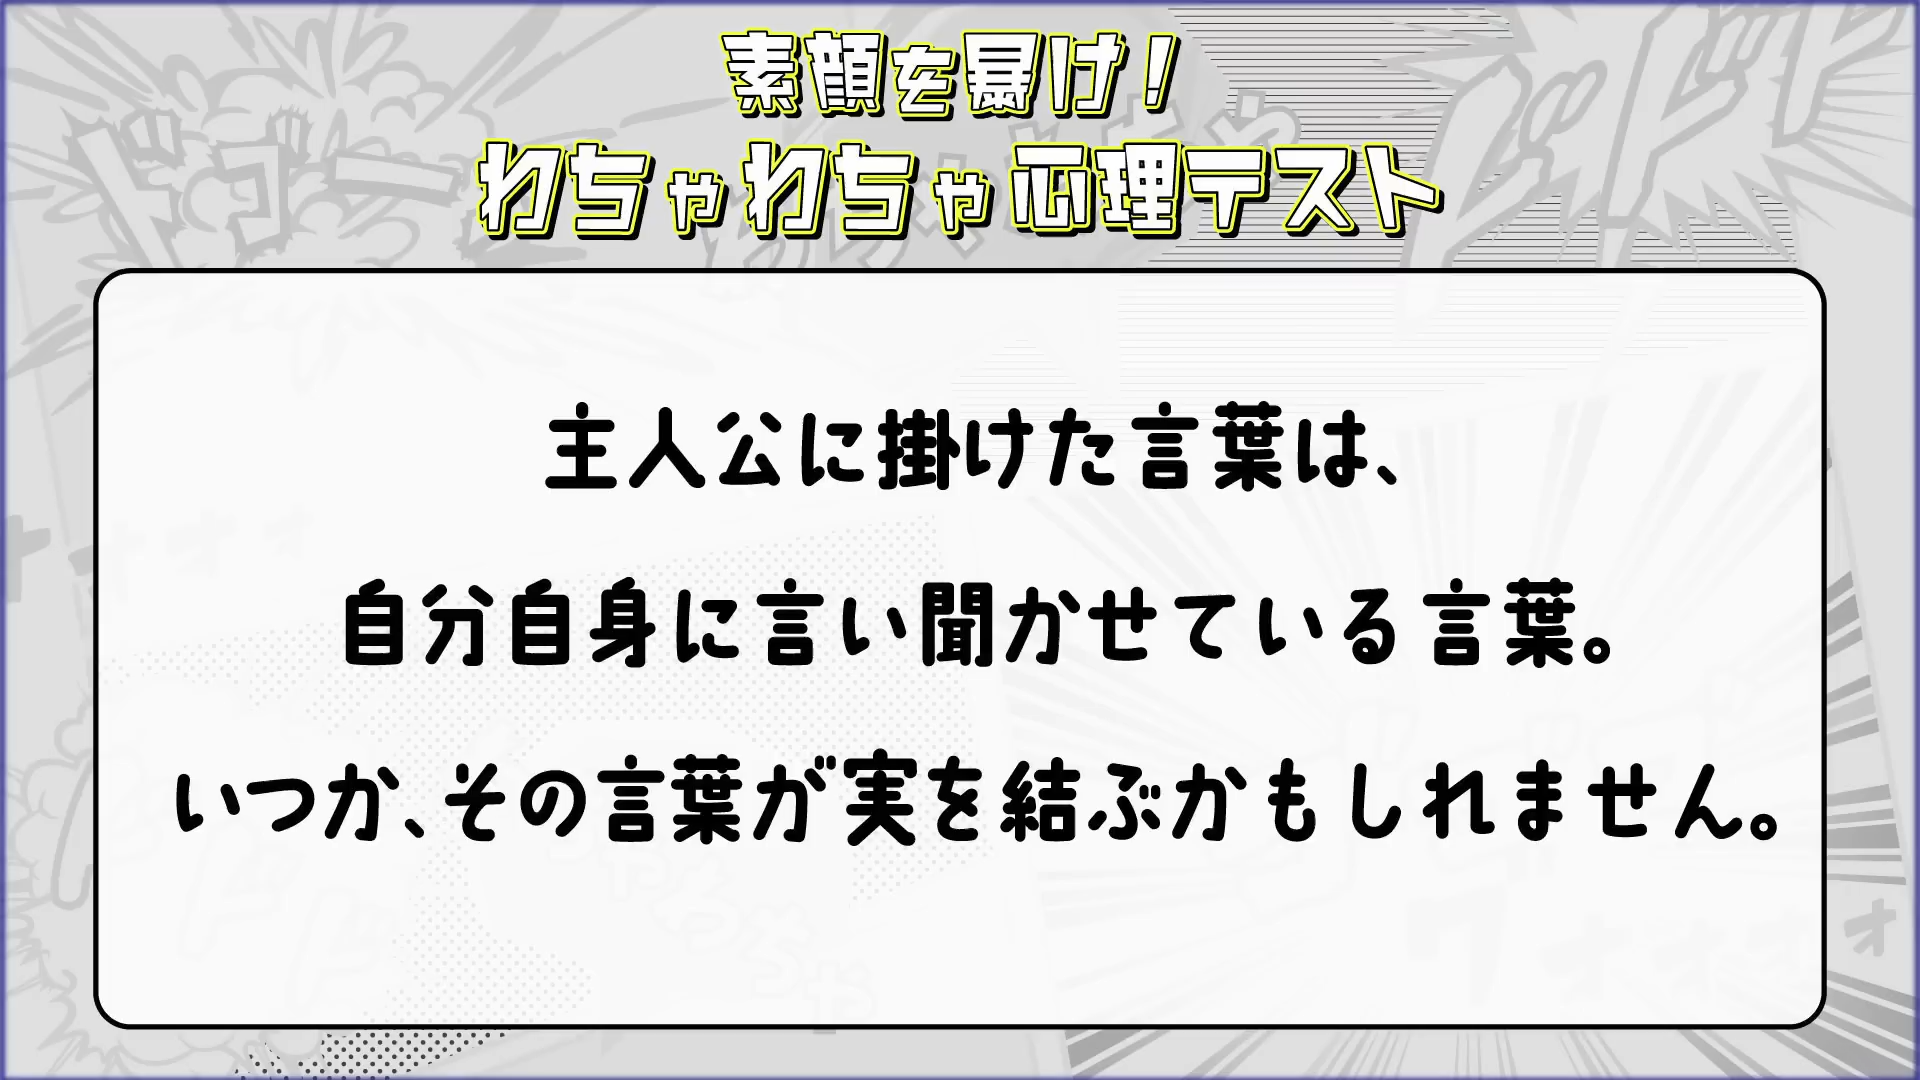 素顔を暴け！
わちゃわちゃ心理テスト
主人公に掛けた言葉は、
自分自身に言い聞かせている言葉。
いつか、その言葉が実を結ぶかもしれません。